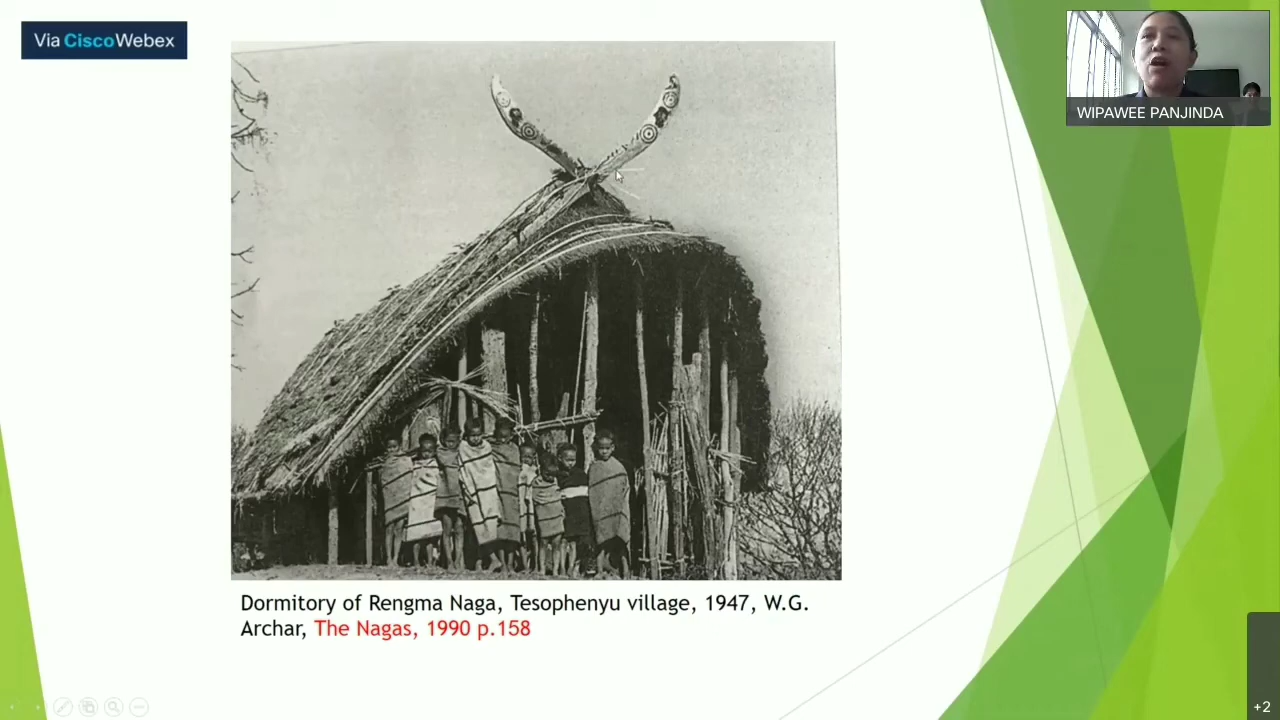 Via CiscoWebex
WIPAWEE PANJINDA
Dormitory of Rengma Naga, Tesophenyu village, 1947, W.G.
Archar, The Nagas, 1990 p.158
+2